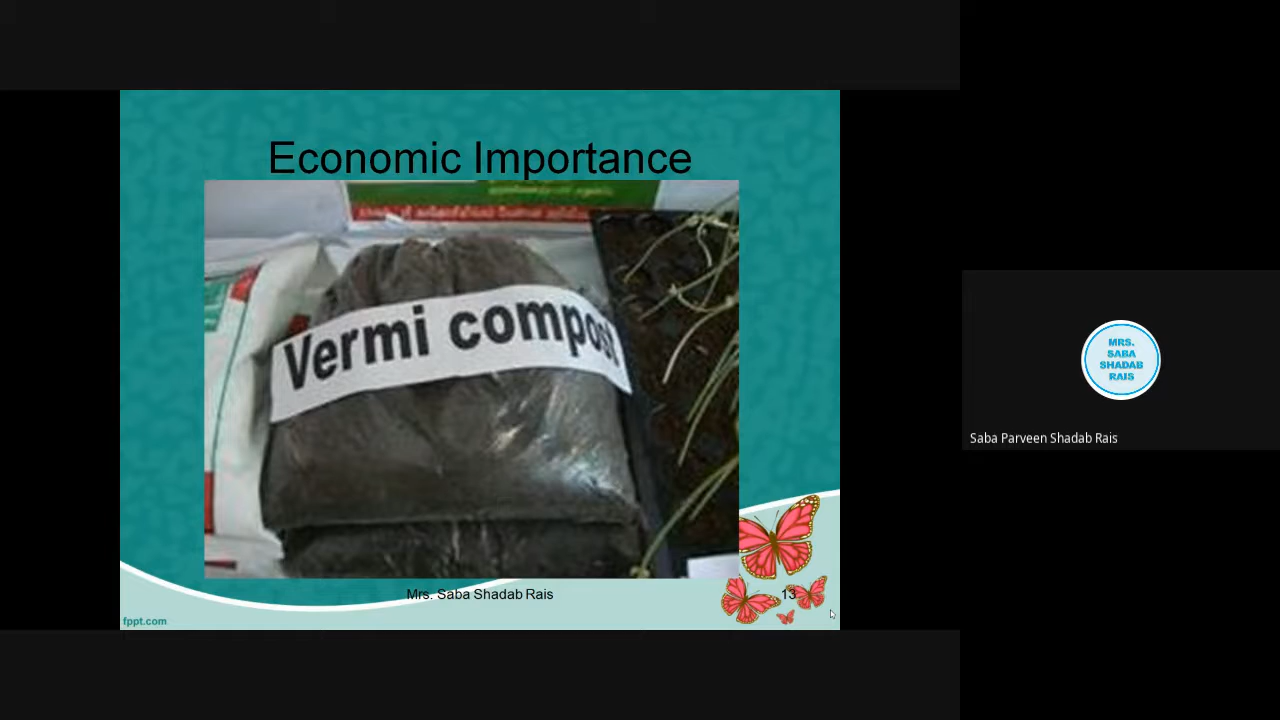 Economic Importance
Vermi compost
Mrs. Saba Shadab Rais
13
fppt.com
MRS.
SABA
SHADAB
RAIS
Saba Parveen Shadab Rais